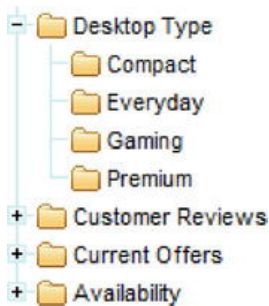 Desktop Type
Compact
Everyday
Gaming
Premium
Customer Reviews
Current Offers
Availability